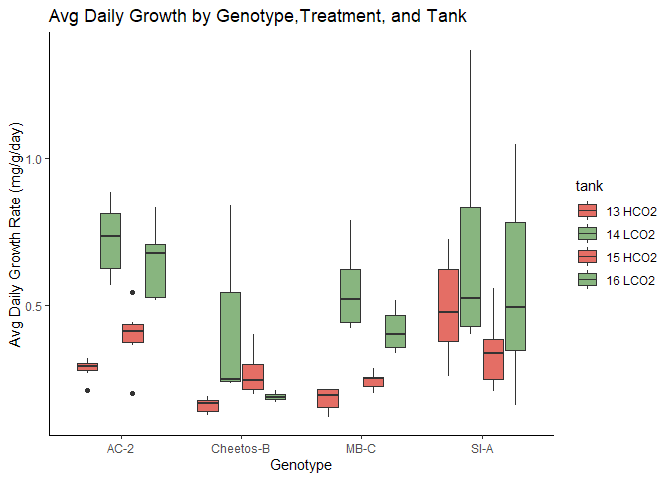 Avg Daily Growth by Genotype,Treatment, and Tank
Avg Daily Growth Rate (mg/g/day)
1.0
0.5
AC-2
Cheetos-B
MB-C
SI-A
Genotype
tank
13 HCO2
14 LCO2
15 HCO2
16 LCO2